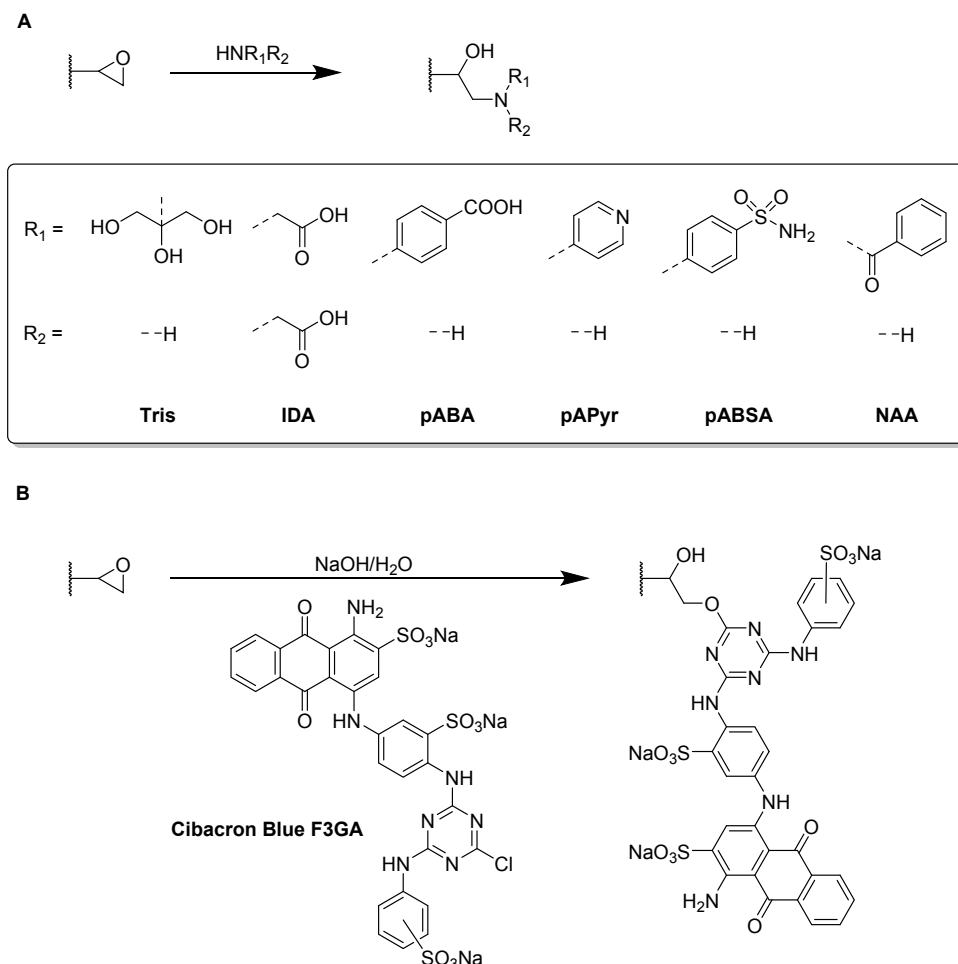 A
O
HNR1R2
OH
R1
N
R2
R1 =
HO
OH
OH
OH
O
COOH
N
O
O
S
NH2
O
R2 =
--H
OH
O
--H
--H
--H
--H
Tris
IDA
pABA
pAPyr
pABSA
NAA
B
O
NaOH/H2O
O
NH2
SO3Na
O
HN
SO3Na
NH
N
N
N
NH
Cl
SO3Na
Cibacron Blue F3GA
OH
SO3Na
O
N
N
N
NH
NH
NaO3S
NH
NaO3S
O
H2N
O